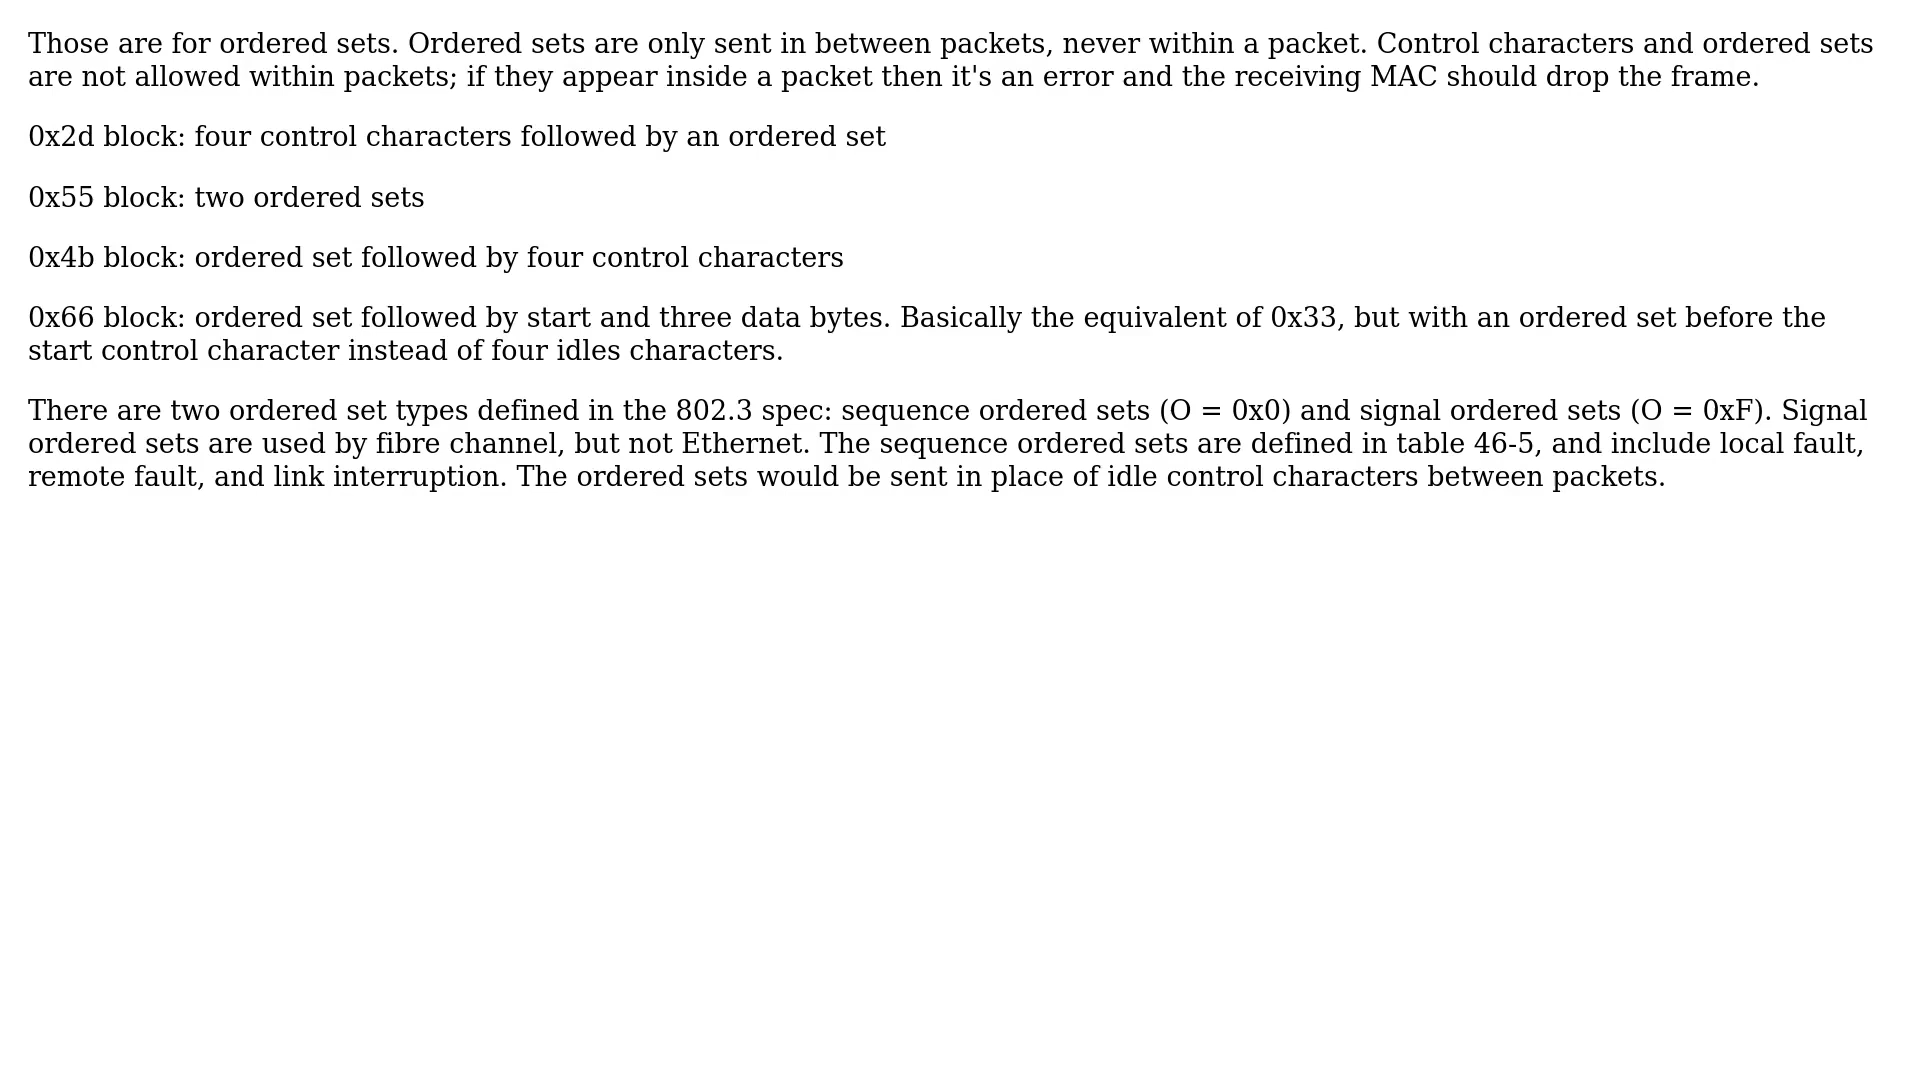 Those are for ordered sets. Ordered sets are only sent in between packets, never within a packet. Control characters and ordered sets
are not allowed within packets; if they appear inside a packet then it's an error and the receiving MAC should drop the frame.
0x2d block: four control characters followed by an ordered set
0x55 block: two ordered sets
0x4b block: ordered set followed by four control characters
0x66 block: ordered set followed by start and three data bytes. Basically the equivalent of 0x33, but with an ordered set before the
start control character instead of four idles characters.
There are two ordered set types defined in the 802.3 spec: sequence ordered sets (O = 0x0) and signal ordered sets (O = 0xF). Signal
ordered sets are used by fibre channel, but not Ethernet. The sequence ordered sets are defined in table 46-5, and include local fault,
remote fault, and link interruption. The ordered sets would be sent in place of idle control characters between packets.